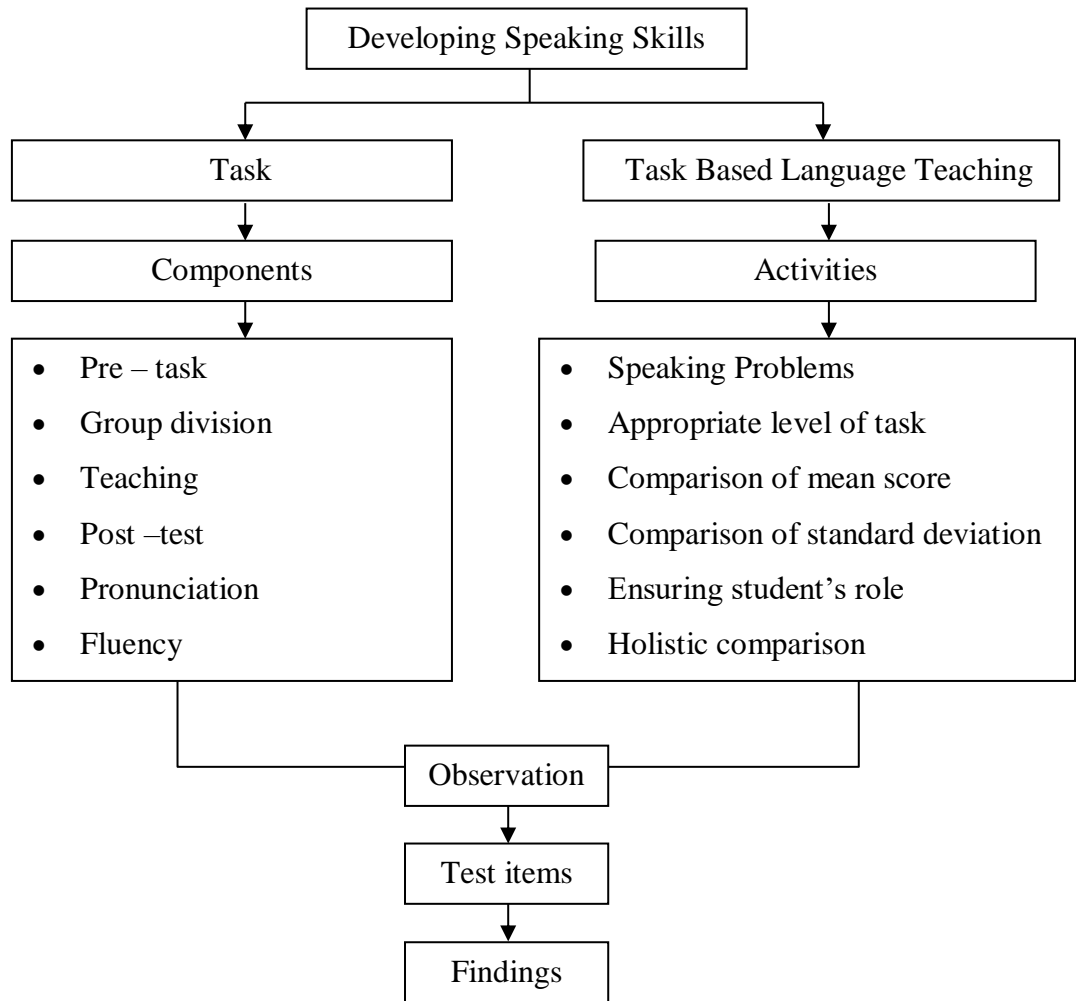 Developing Speaking Skills
Task
Task Based Language Teaching
Components
Activities
• Pre – task
• Group division
• Teaching
• Post –test
• Pronunciation
• Fluency
• Speaking Problems
• Appropriate level of task
• Comparison of mean score
• Comparison of standard deviation
• Ensuring student’s role
• Holistic comparison
Observation
Test items
Findings